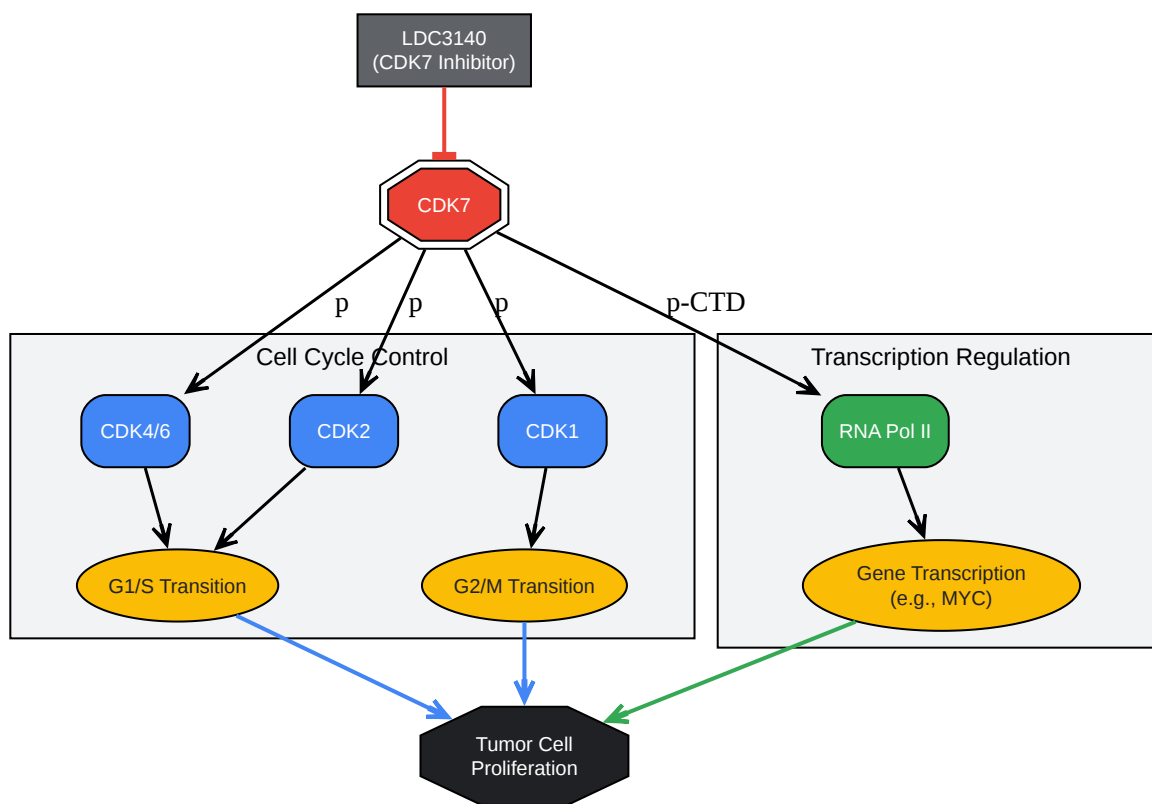 LDC3140
(CDK7 Inhibitor)
CDK7
p
p
p
p-CTD
Cell Cycle Control
Transcription Regulation
CDK4/6
CDK2
CDK1
RNA Pol II
G1/S Transition
G2/M Transition
Gene Transcription
(e.g., MYC)
Tumor Cell
Proliferation